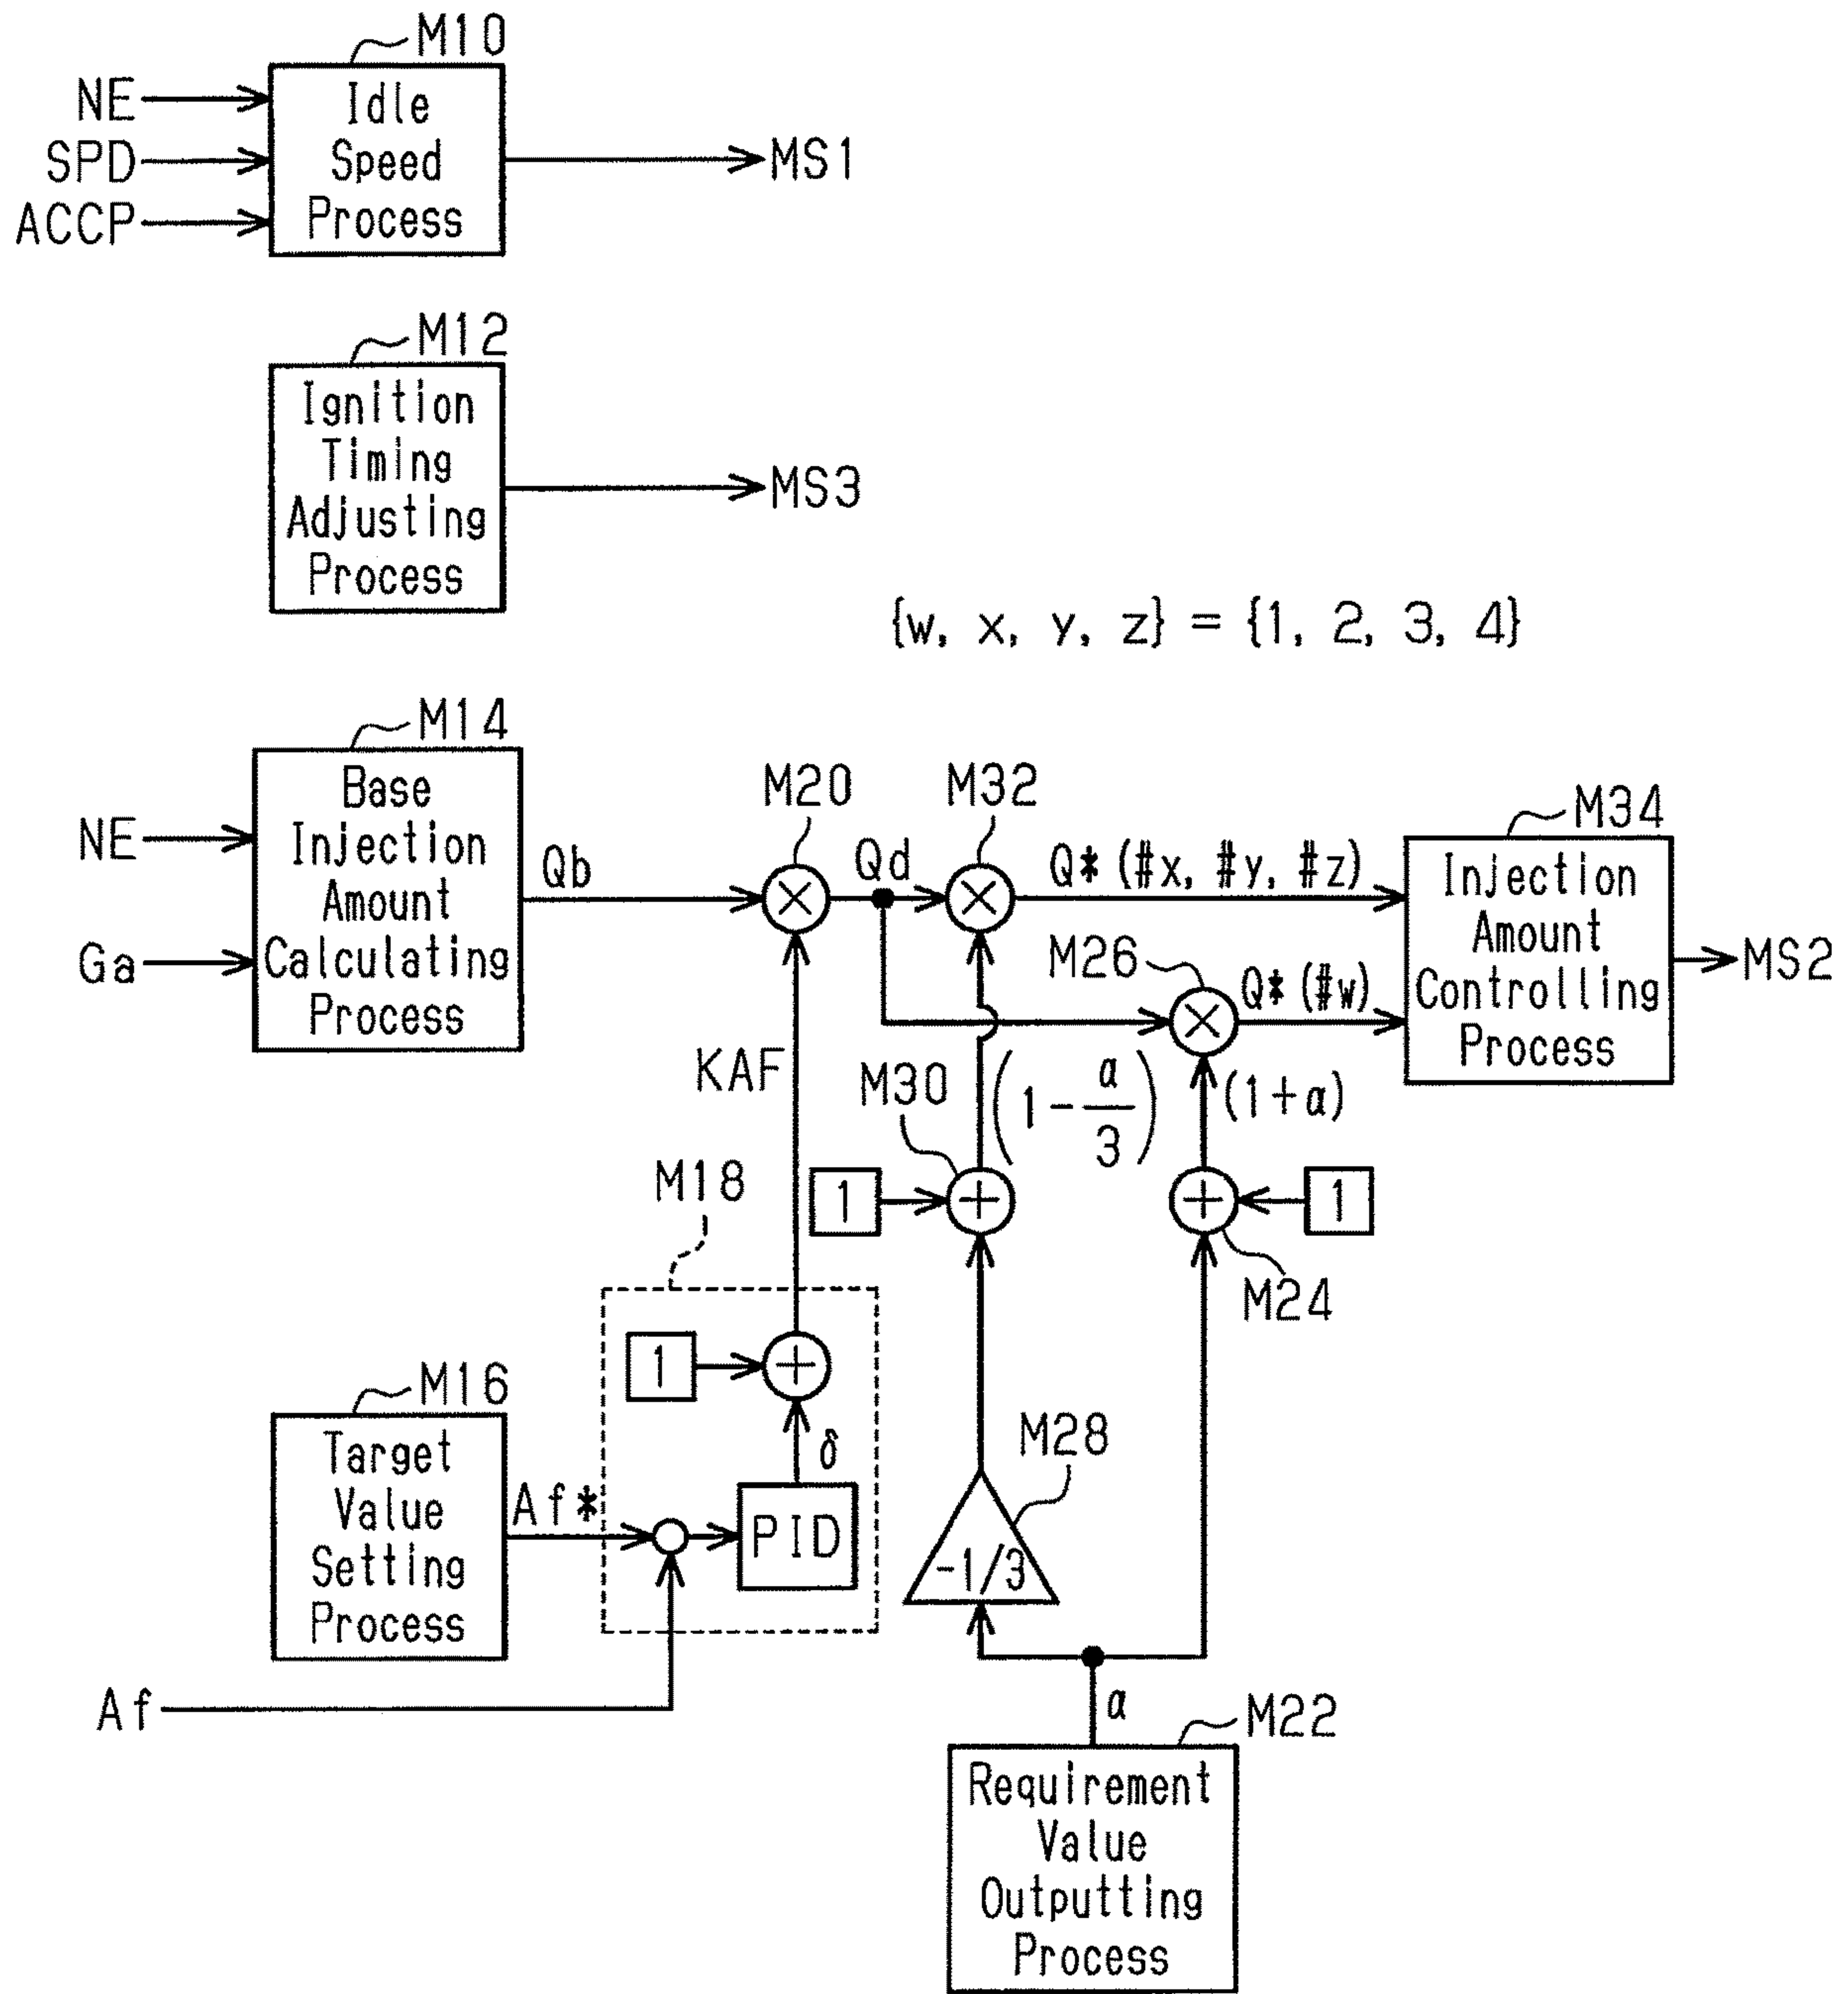 M10
NE
SPD
ACCP
Idle
Speed
Process
MS1
M12
Ignition
Timing
Adjusting
Process
MS3
{w, x, y, z} = {1, 2, 3, 4}
M14
NE
Ga
Base
Injection
Amount
Calculating
Process
Qb
M20
Qd
M32
Q* (#x, #y, #z)
M26
Q* (#w)
M34
Injection
Amount
Controlling
Process
MS2
KAF
M30
(1-α/3)
(1+α)
M18
1
1
M24
1
δ
PID
M16
Target
Value
Setting
Process
Af*
Af
M28
-1/3
α
M22
Requirement
Value
Outputting
Process